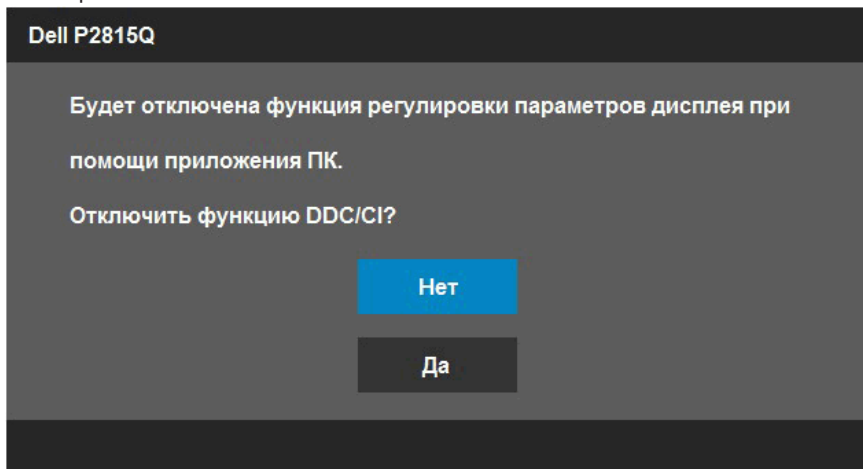 Dell P2815Q
Будет отключена функция регулировки параметров дисплея при
помощи приложения ПК.
Отключить функцию DDC/CI?
Нет
Да